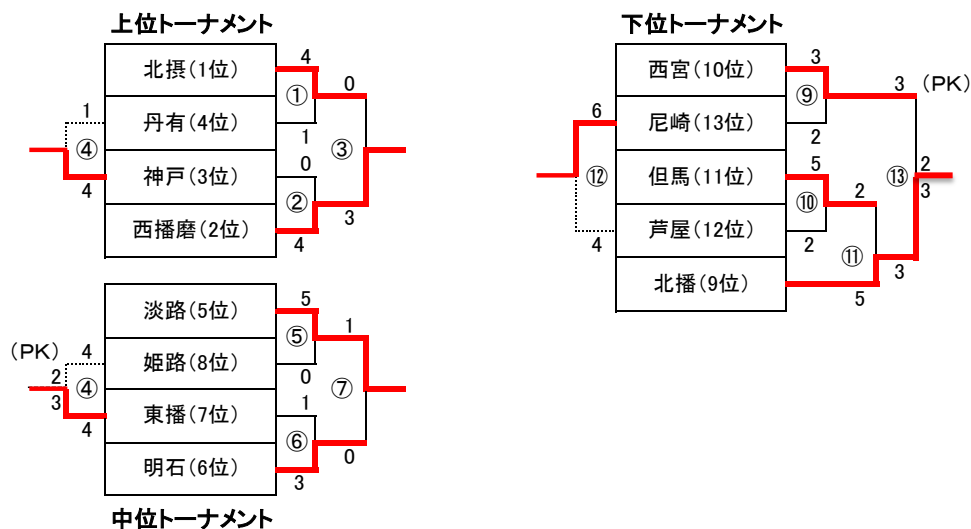 上位トーナメント
北摂(1位)
丹有(4位)
神戸(3位)
西播磨(2位)
4
①
1
0
②
4
0
③
3
1
④
4
淡路(5位)
姫路(8位)
東播(7位)
明石(6位)
5
⑤
0
1
⑥
3
1
⑦
0
(PK)
4
2
④
3
4
中位トーナメント
下位トーナメント
西宮(10位)
尼崎(13位)
但馬(11位)
芦屋(12位)
北播(9位)
3
⑨
2
5
⑩
2
2
⑪
5
3
(PK)
⑬
2
3
3
6
⑫
4